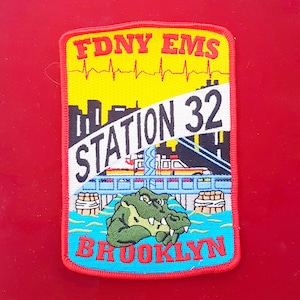 FDNY EMS
STATION 32
BROOKLYN